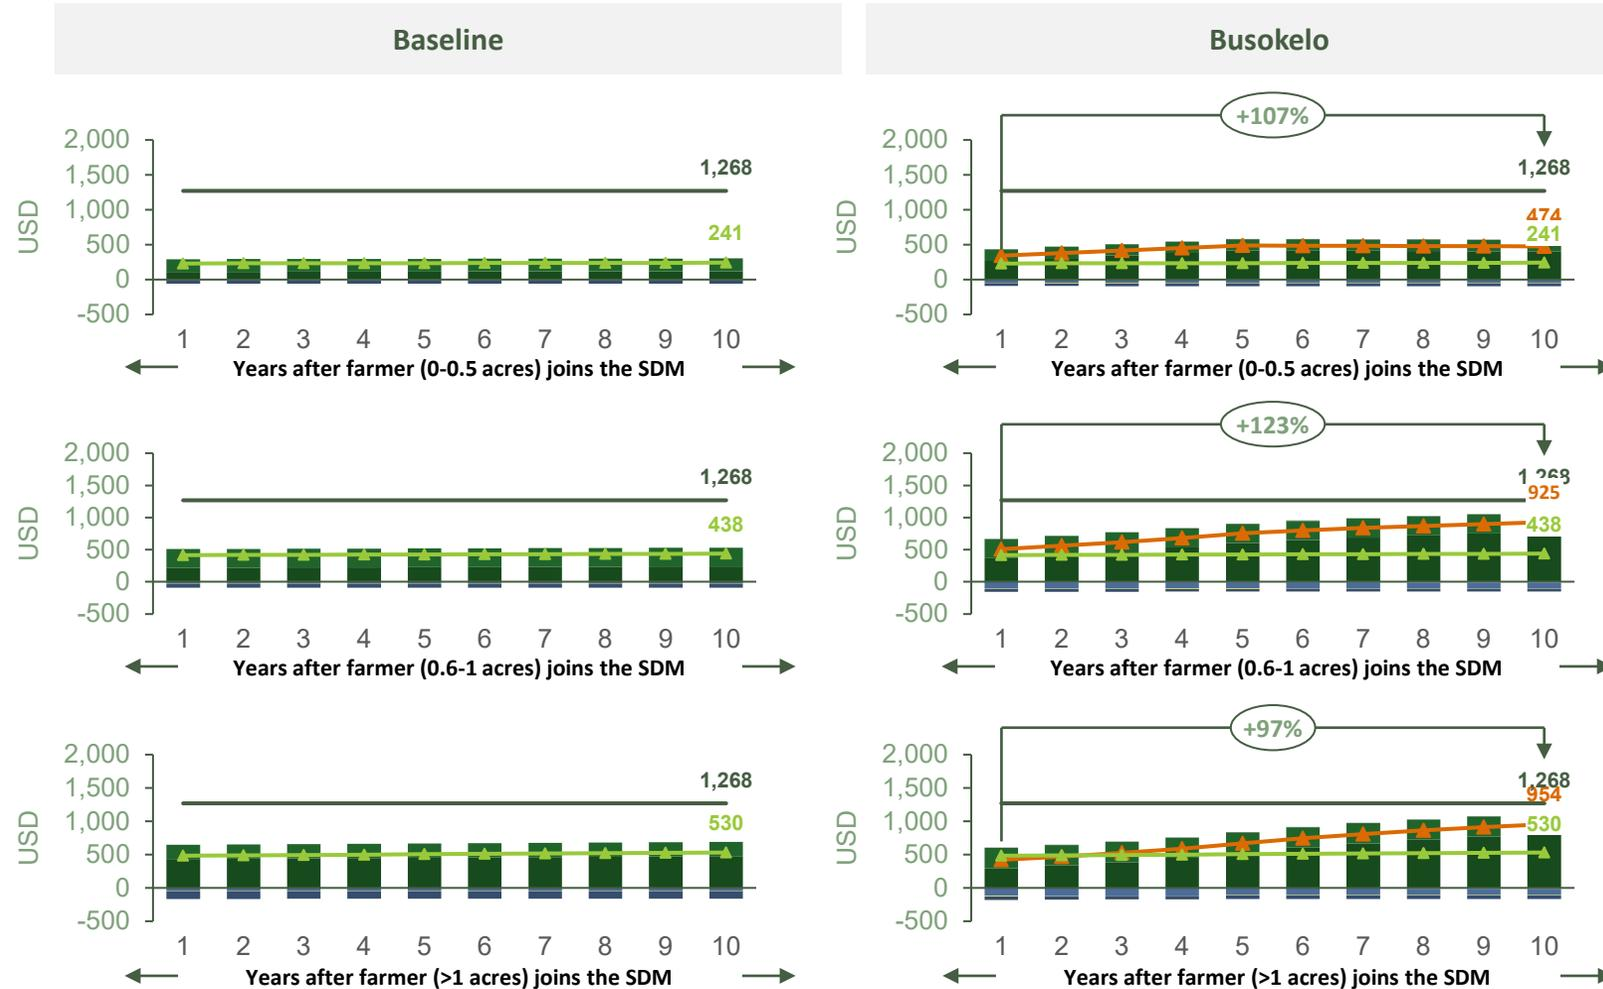 Baseline
Busokelo
USD
2,000
1,500
1,000
500
0
-500
1,268
241
1 2 3 4 5 6 7 8 9 10
Years after farmer (0-0.5 acres) joins the SDM
+107%
USD
2,000
1,500
1,000
500
0
-500
1,268
474
241
1 2 3 4 5 6 7 8 9 10
Years after farmer (0-0.5 acres) joins the SDM
USD
2,000
1,500
1,000
500
0
-500
1,268
438
1 2 3 4 5 6 7 8 9 10
Years after farmer (0.6-1 acres) joins the SDM
+123%
USD
2,000
1,500
1,000
500
0
-500
1,268
925
438
1 2 3 4 5 6 7 8 9 10
Years after farmer (0.6-1 acres) joins the SDM
USD
2,000
1,500
1,000
500
0
-500
1,268
530
1 2 3 4 5 6 7 8 9 10
Years after farmer (>1 acres) joins the SDM
+97%
USD
2,000
1,500
1,000
500
0
-500
1,268
954
530
1 2 3 4 5 6 7 8 9 10
Years after farmer (>1 acres) joins the SDM